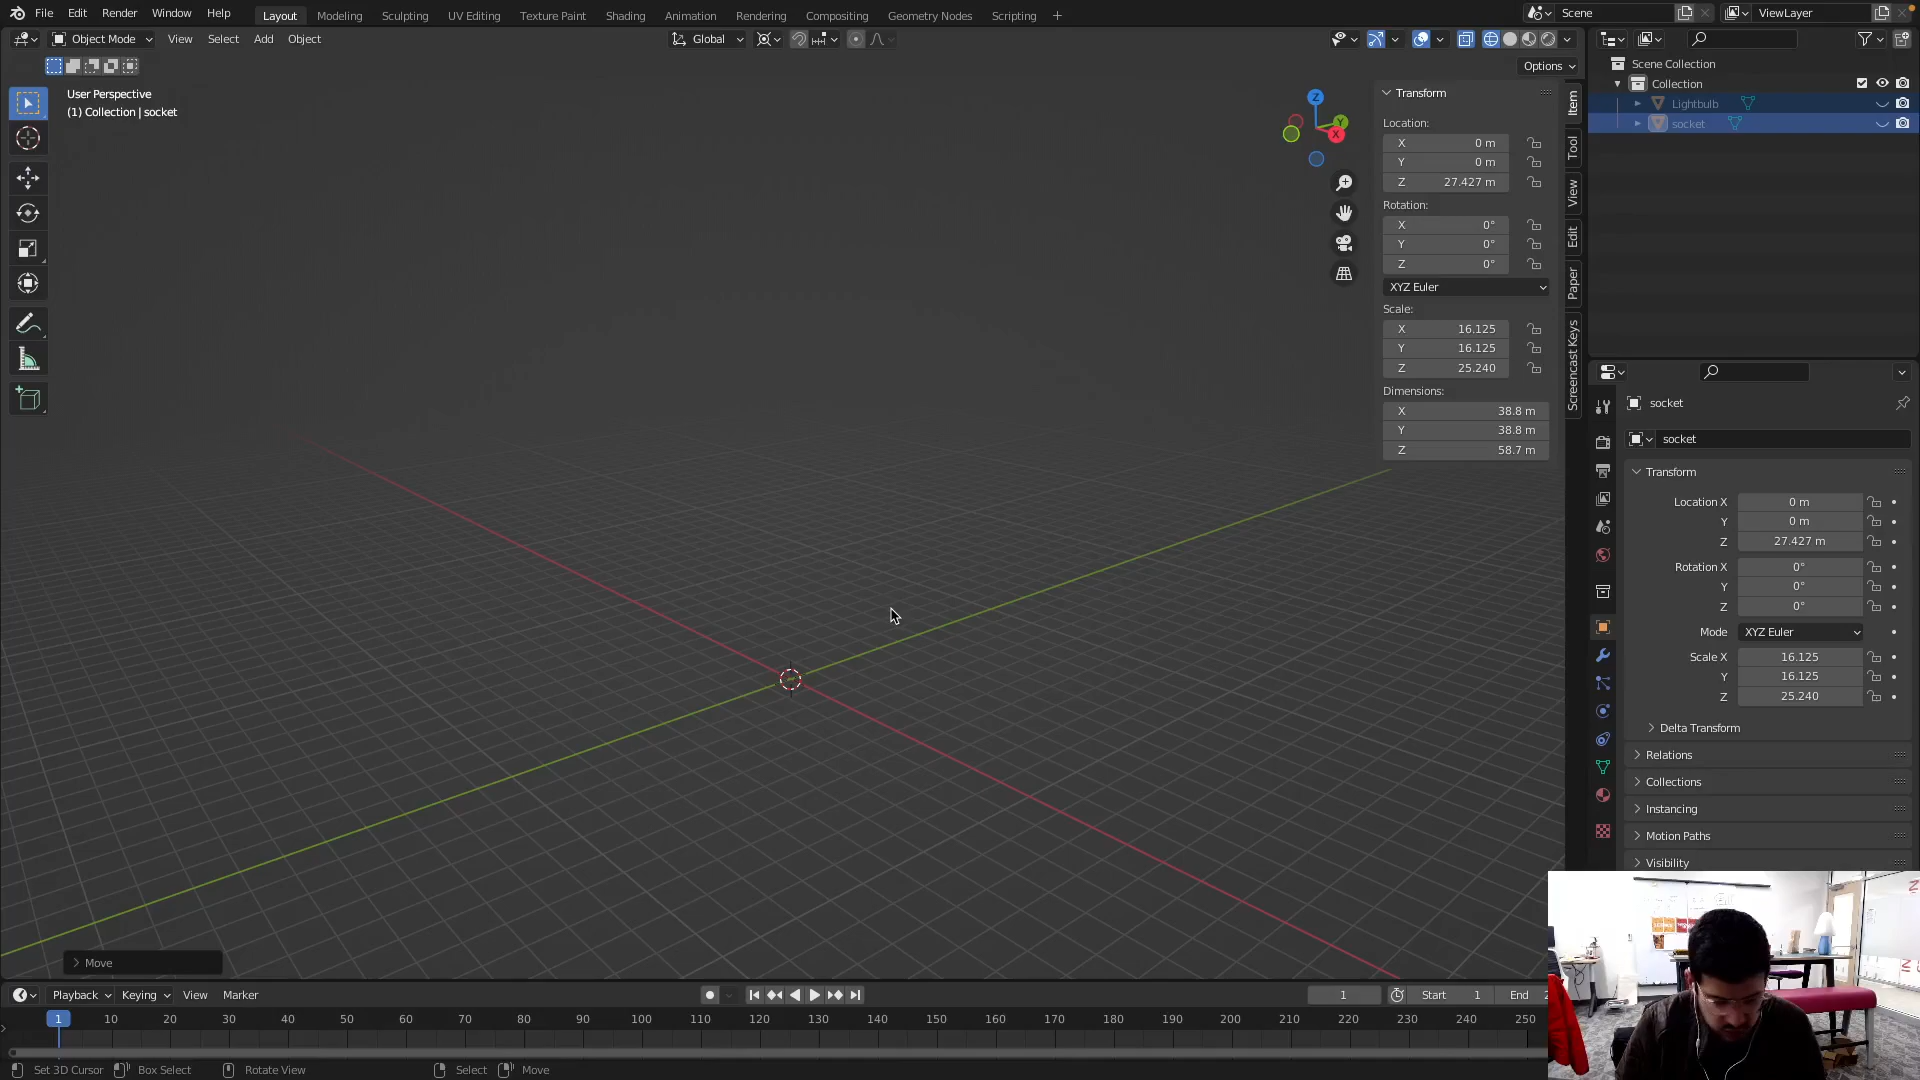 File Edit Render Window Help Layout Modeling Sculpting UV Editing Texture Paint Shading Animation Rendering Compositing Geometry Nodes Scripting + Scene ViewLayer
Object Mode View Select Add Object Global
Options
User Perspective
(1) Collection | socket
Transform
Location:
X 0 m
Y 0 m
Z 27.427 m
Rotation:
X 0°
Y 0°
Z 0°
XYZ Euler
Scale:
X 16.125
Y 16.125
Z 25.240
Dimensions:
X 38.8 m
Y 38.8 m
Z 58.7 m
Item
Tool
View
Edit
Paper
Screencast Keys
Z
Y
X
Scene Collection
Collection
Lightbulb
socket
socket
socket
Transform
Location X 0 m
Y 0 m
Z 27.427 m
Rotation X 0°
Y 0°
Z 0°
Mode XYZ Euler
Scale X 16.125
Y 16.125
Z 25.240
Delta Transform
Relations
Collections
Instancing
Motion Paths
Visibility
Move
Playback Keying View Marker 1 Start 1 End 2
1 10 20 30 40 50 60 70 80 90 100 110 120 130 140 150 160 170 180 190 200 210 220 230 240 250
Set 3D Cursor Box Select Rotate View Select Move